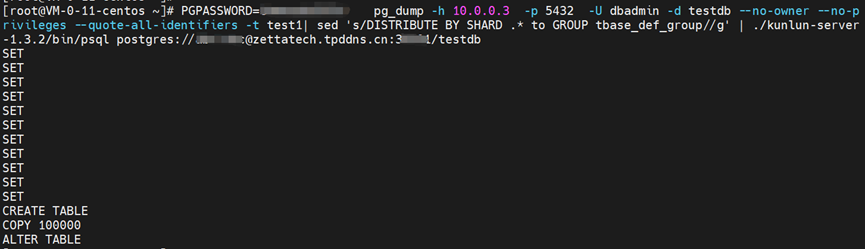 [root@VM-0-11-centos ~]# PGPASSWORD= pg_dump -h 10.0.0.3 -p 5432 -U dbadmin -d testdb --no-owner --no-p
rivileges --quote-all-identifiers -t test1| sed 's/DISTRIBUTE BY SHARD .* to GROUP tbase_def_group//g' | ./kunlun-server
-1.3.2/bin/psql postgres:// @zettatech.tpddns.cn:3 1/testdb
SET
SET
SET
SET
SET
SET
SET
SET
SET
SET
SET
CREATE TABLE
COPY 100000
ALTER TABLE